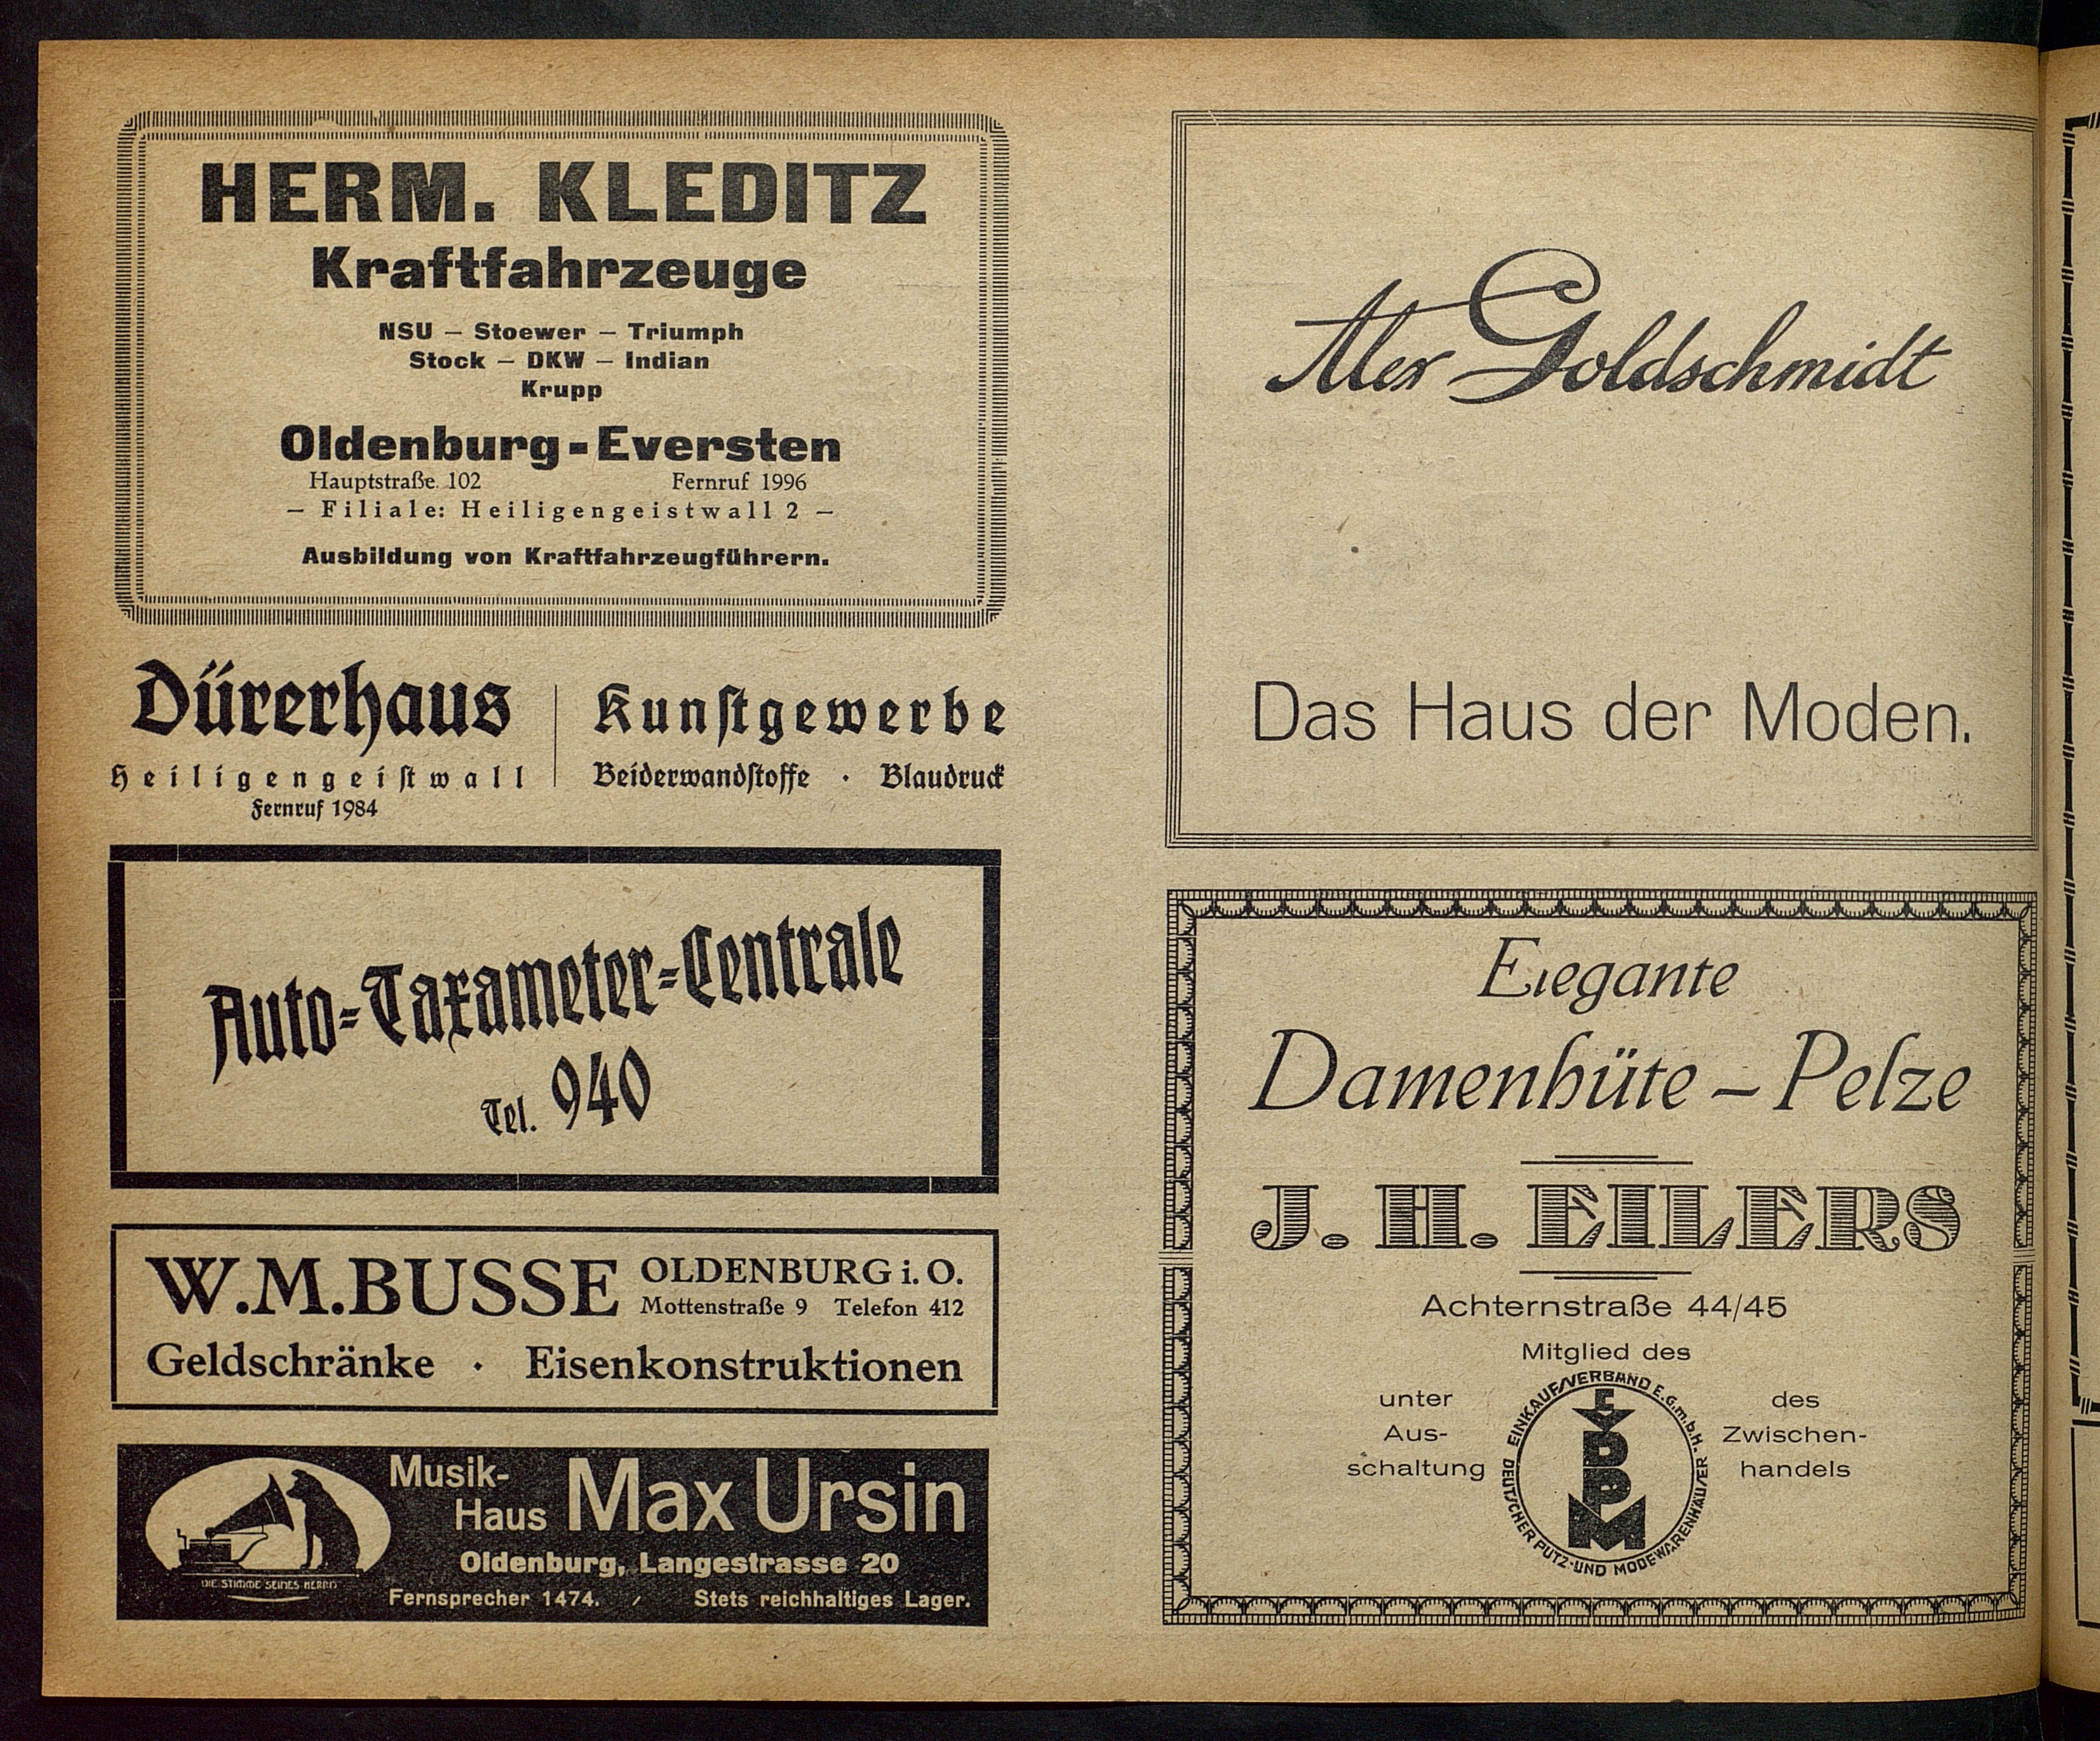 HERM. KLEDITZ
Kraftfahrzeuge
NSU – Stoewer – Triumph
Stock – DKW – Indian
Krupp
Oldenburg-Eversten
Hauptstraße 102 Fernruf 1996
– Filiale: Heiligengeistwall 2 –
Ausbildung von Kraftfahrzeugführern.
Dürerhaus
Heiligengeistwall
Fernruf 1984
Kunstgewerbe
Beiderwandstoffe · Blaudruck
Auto-Taxameter-Centrale
Tel. 940
W.M.BUSSE OLDENBURG i. O.
Mottenstraße 9 Telefon 412
Geldschränke · Eisenkonstruktionen
Musik-
Haus Max Ursin
Oldenburg, Langestrasse 20
Fernsprecher 1474. Stets reichhaltiges Lager.
DIE STIMME SEINES HERRN
Alex Goldschmidt
Das Haus der Moden.
Elegante
Damenhüte – Pelze
J. H. EILERS
Achternstraße 44/45
Mitglied des
unter
Aus-
schaltung
EINKAUFSVERBAND E.G.m.b.H.
DEUTSCHER PUTZ-UND MODEWARENHÄUSER
E
V
D
P
M
des
Zwischen-
handels